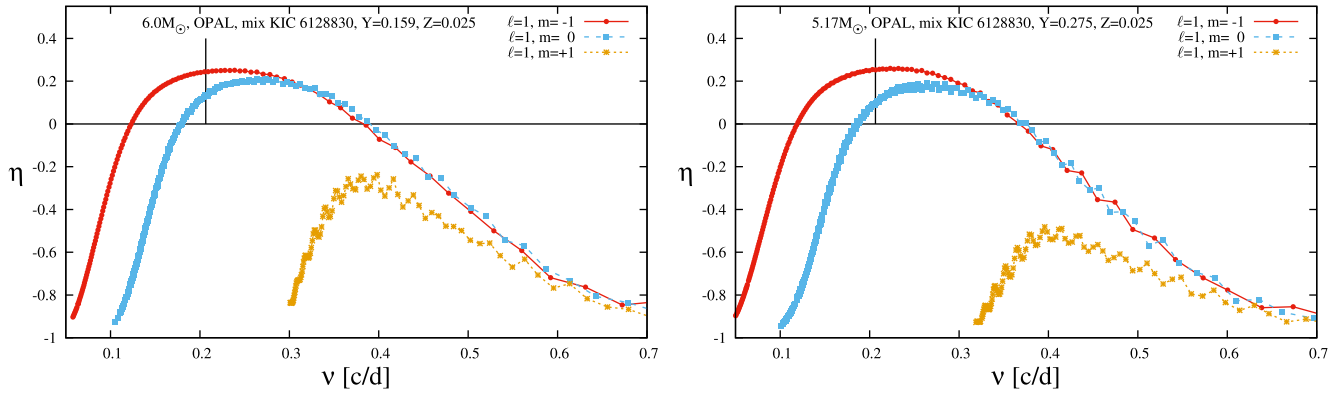 6.0M☉, OPAL, mix KIC 6128830, Y=0.159, Z=0.025
ℓ=1, m= -1
ℓ=1, m= 0
ℓ=1, m=+1
0.4
0.2
0
-0.2
-0.4
-0.6
-0.8
-1
η
0.1 0.2 0.3 0.4 0.5 0.6 0.7
ν [c/d]
5.17M☉, OPAL, mix KIC 6128830, Y=0.275, Z=0.025
ℓ=1, m= -1
ℓ=1, m= 0
ℓ=1, m=+1
0.4
0.2
0
-0.2
-0.4
-0.6
-0.8
-1
η
0.1 0.2 0.3 0.4 0.5 0.6 0.7
ν [c/d]